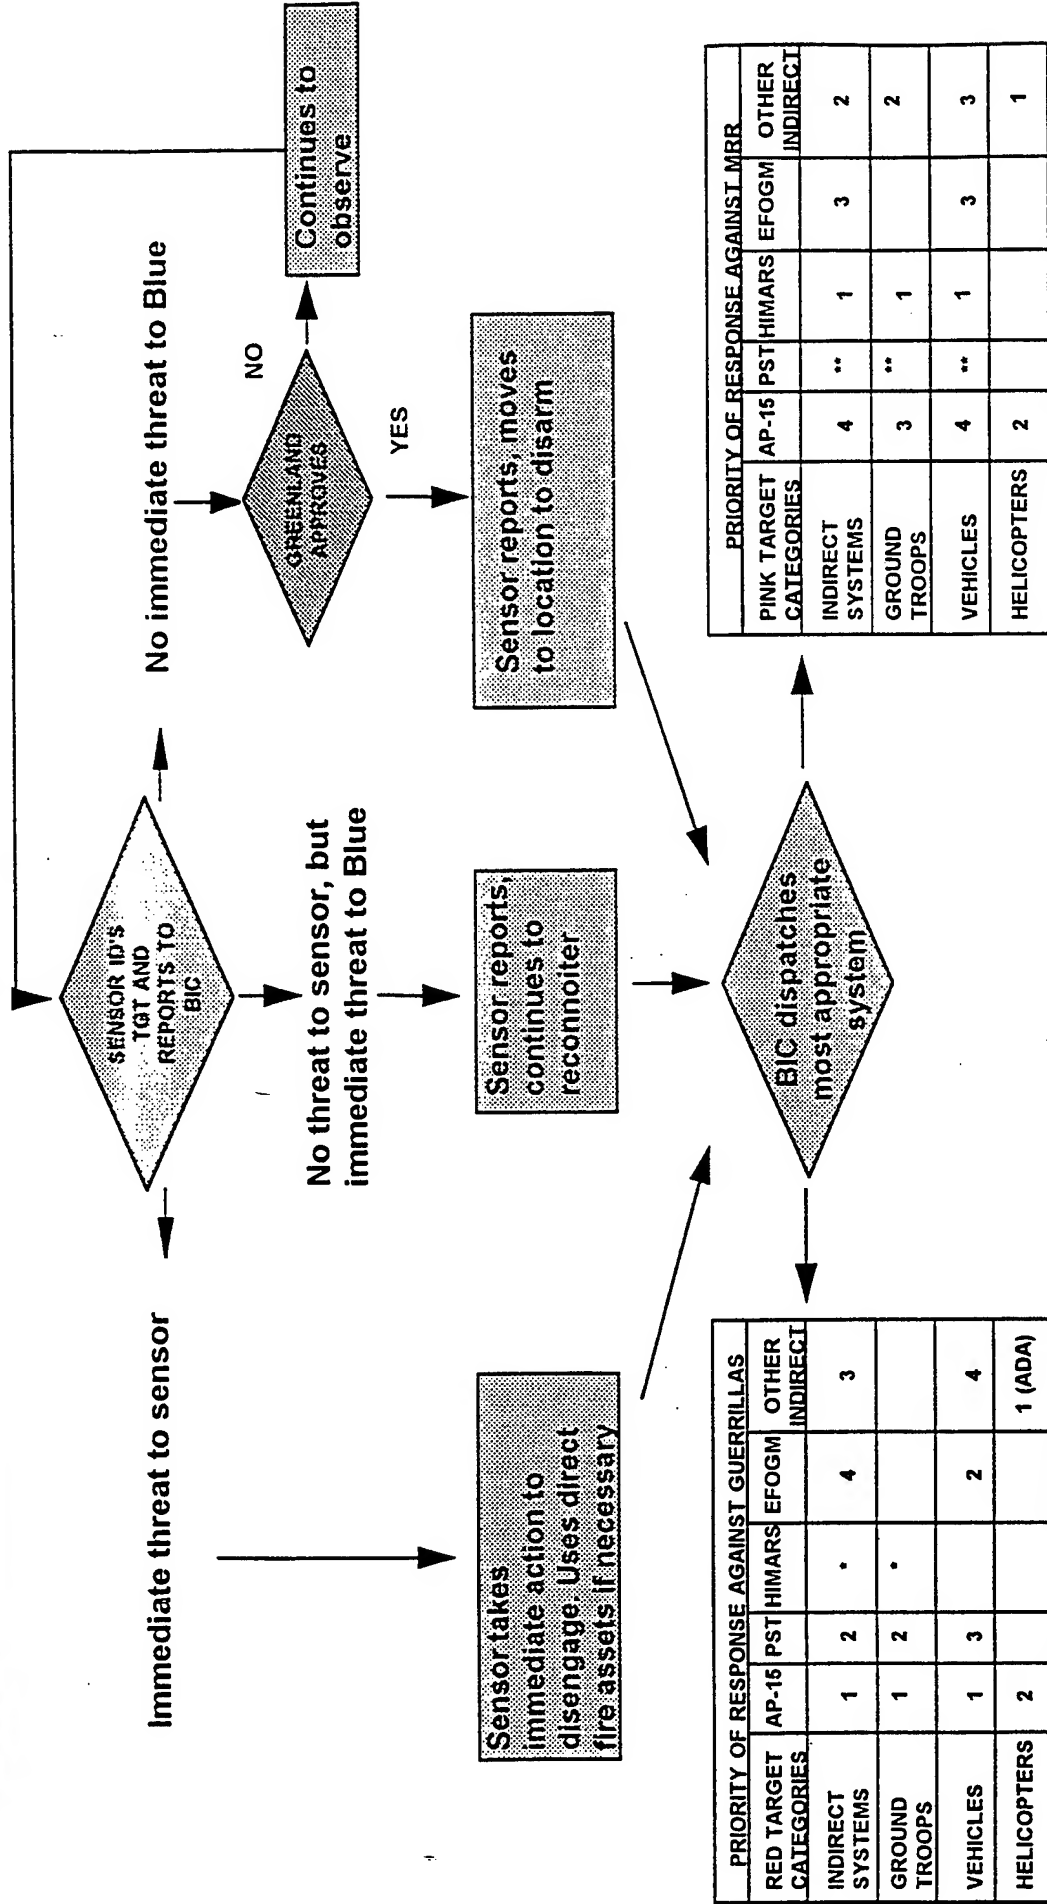 SENSOR ID'S
TGT AND
REPORTS TO
BIC
Immediate threat to sensor
No threat to sensor, but
immediate threat to Blue
No immediate threat to Blue
GREENLAND
APPROVES
NO
YES
Continues to
observe
Sensor takes
immediate action to
disengage. Uses direct
fire assets if necessary
Sensor reports,
continues to
reconnoiter
Sensor reports, moves
to location to disarm
BIC dispatches
most appropriate
system
PRIORITY OF RESPONSE AGAINST GUERRILLAS
RED TARGET CATEGORIES AP-15 PST HIMARS EFOGM OTHER INDIRECT
INDIRECT SYSTEMS 1 2 * 4 3
GROUND TROOPS 1 2 *
VEHICLES 1 3 2 4
HELICOPTERS 2 1 (ADA)
PRIORITY OF RESPONSE AGAINST MRR
PINK TARGET CATEGORIES AP-15 PST HIMARS EFOGM OTHER INDIRECT
INDIRECT SYSTEMS 4 ** 1 3 2
GROUND TROOPS 3 ** 1 2
VEHICLES 4 ** 1 3 3
HELICOPTERS 2 1